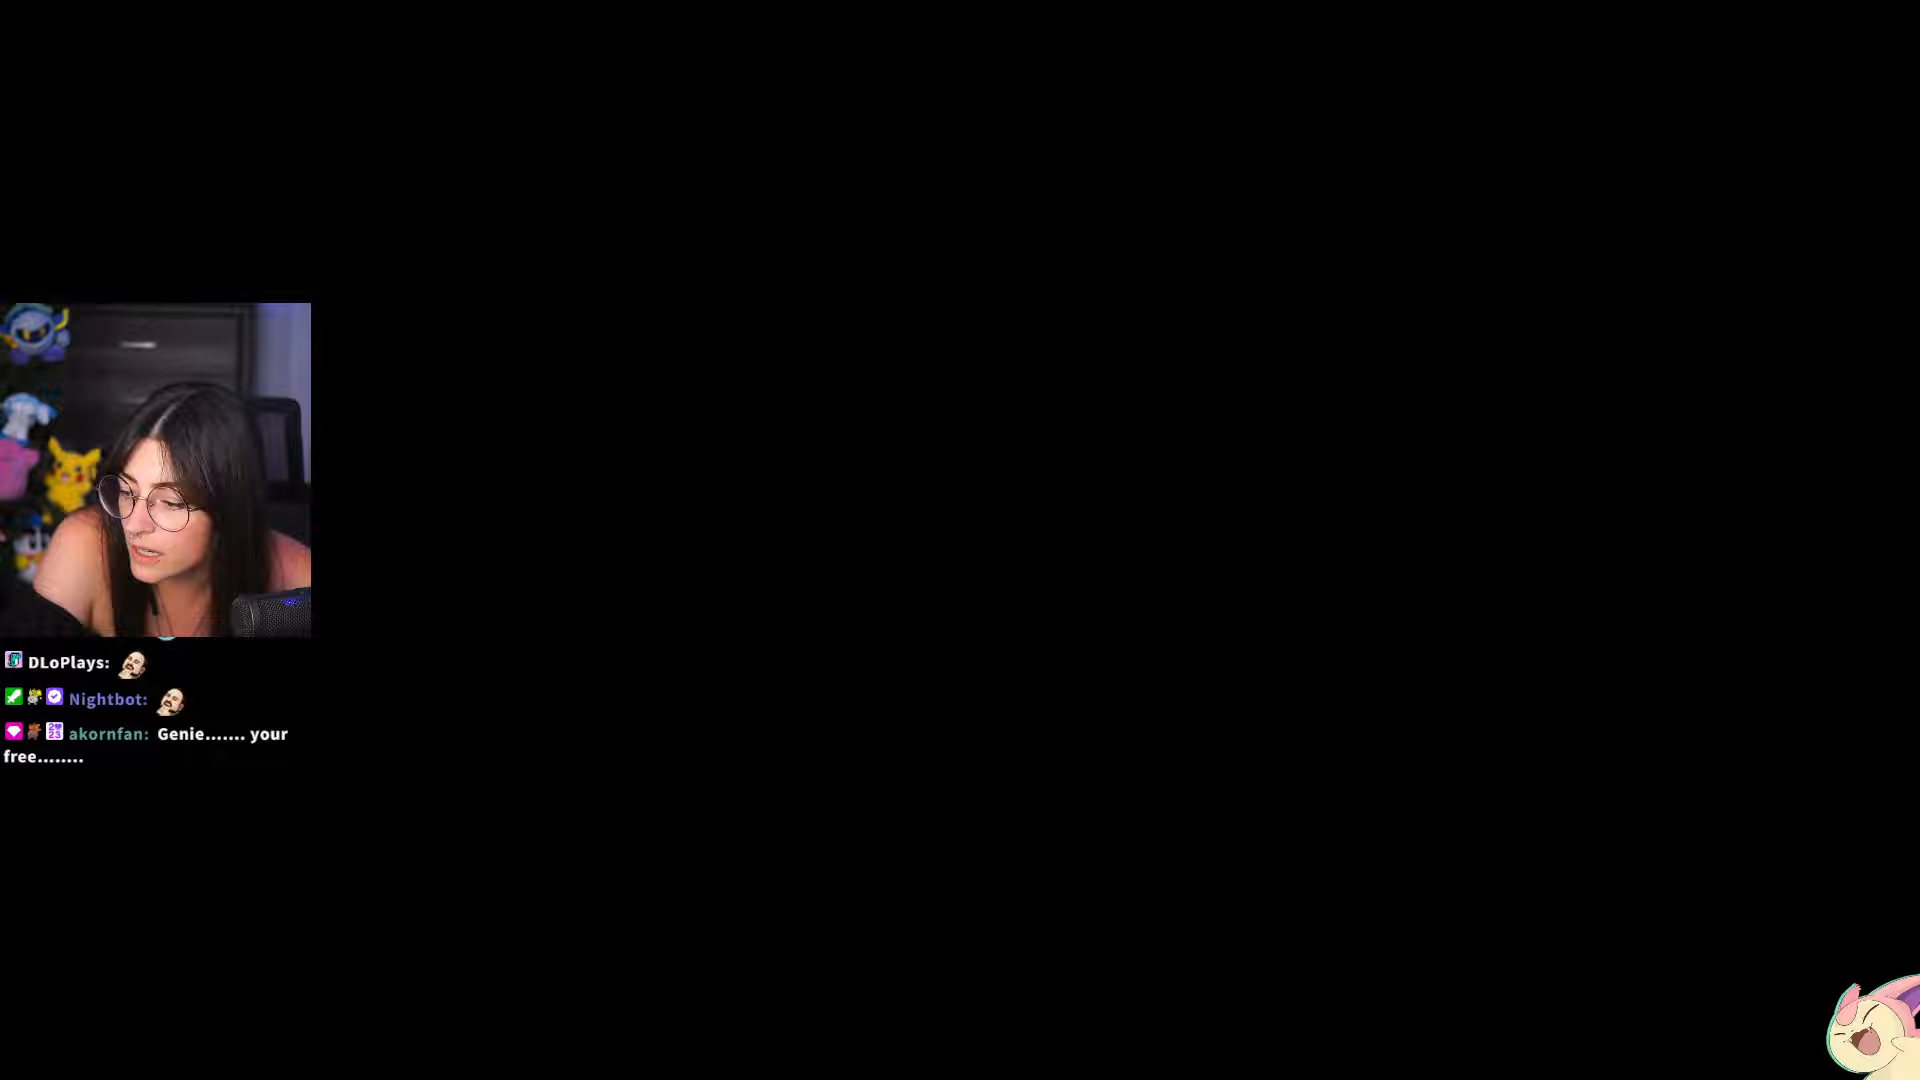 DLoPlays:
Nightbot:
akornfan: Genie....... your
free........